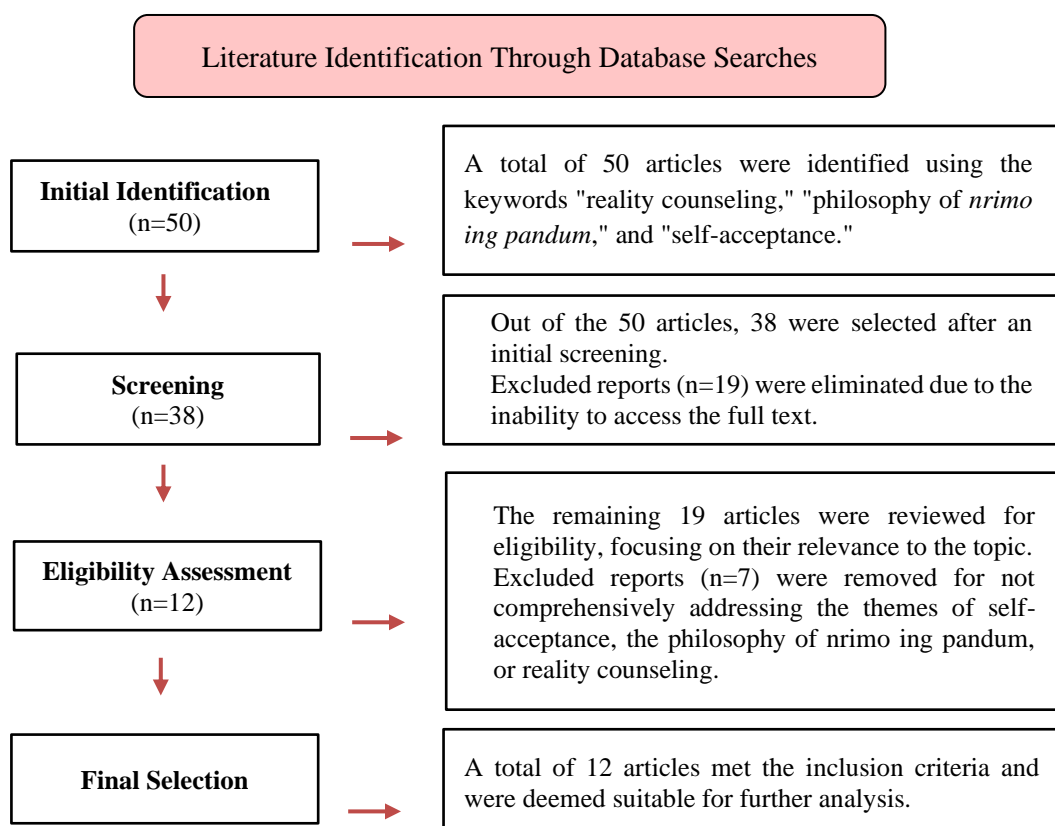 Literature Identification Through Database Searches
Initial Identification
(n=50)
A total of 50 articles were identified using the
keywords "reality counseling," "philosophy of nrimo
ing pandum," and "self-acceptance."
Screening
(n=38)
Out of the 50 articles, 38 were selected after an
initial screening.
Excluded reports (n=19) were eliminated due to the
inability to access the full text.
Eligibility Assessment
(n=12)
The remaining 19 articles were reviewed for
eligibility, focusing on their relevance to the topic.
Excluded reports (n=7) were removed for not
comprehensively addressing the themes of self-
acceptance, the philosophy of nrimo ing pandum,
or reality counseling.
Final Selection
A total of 12 articles met the inclusion criteria and
were deemed suitable for further analysis.